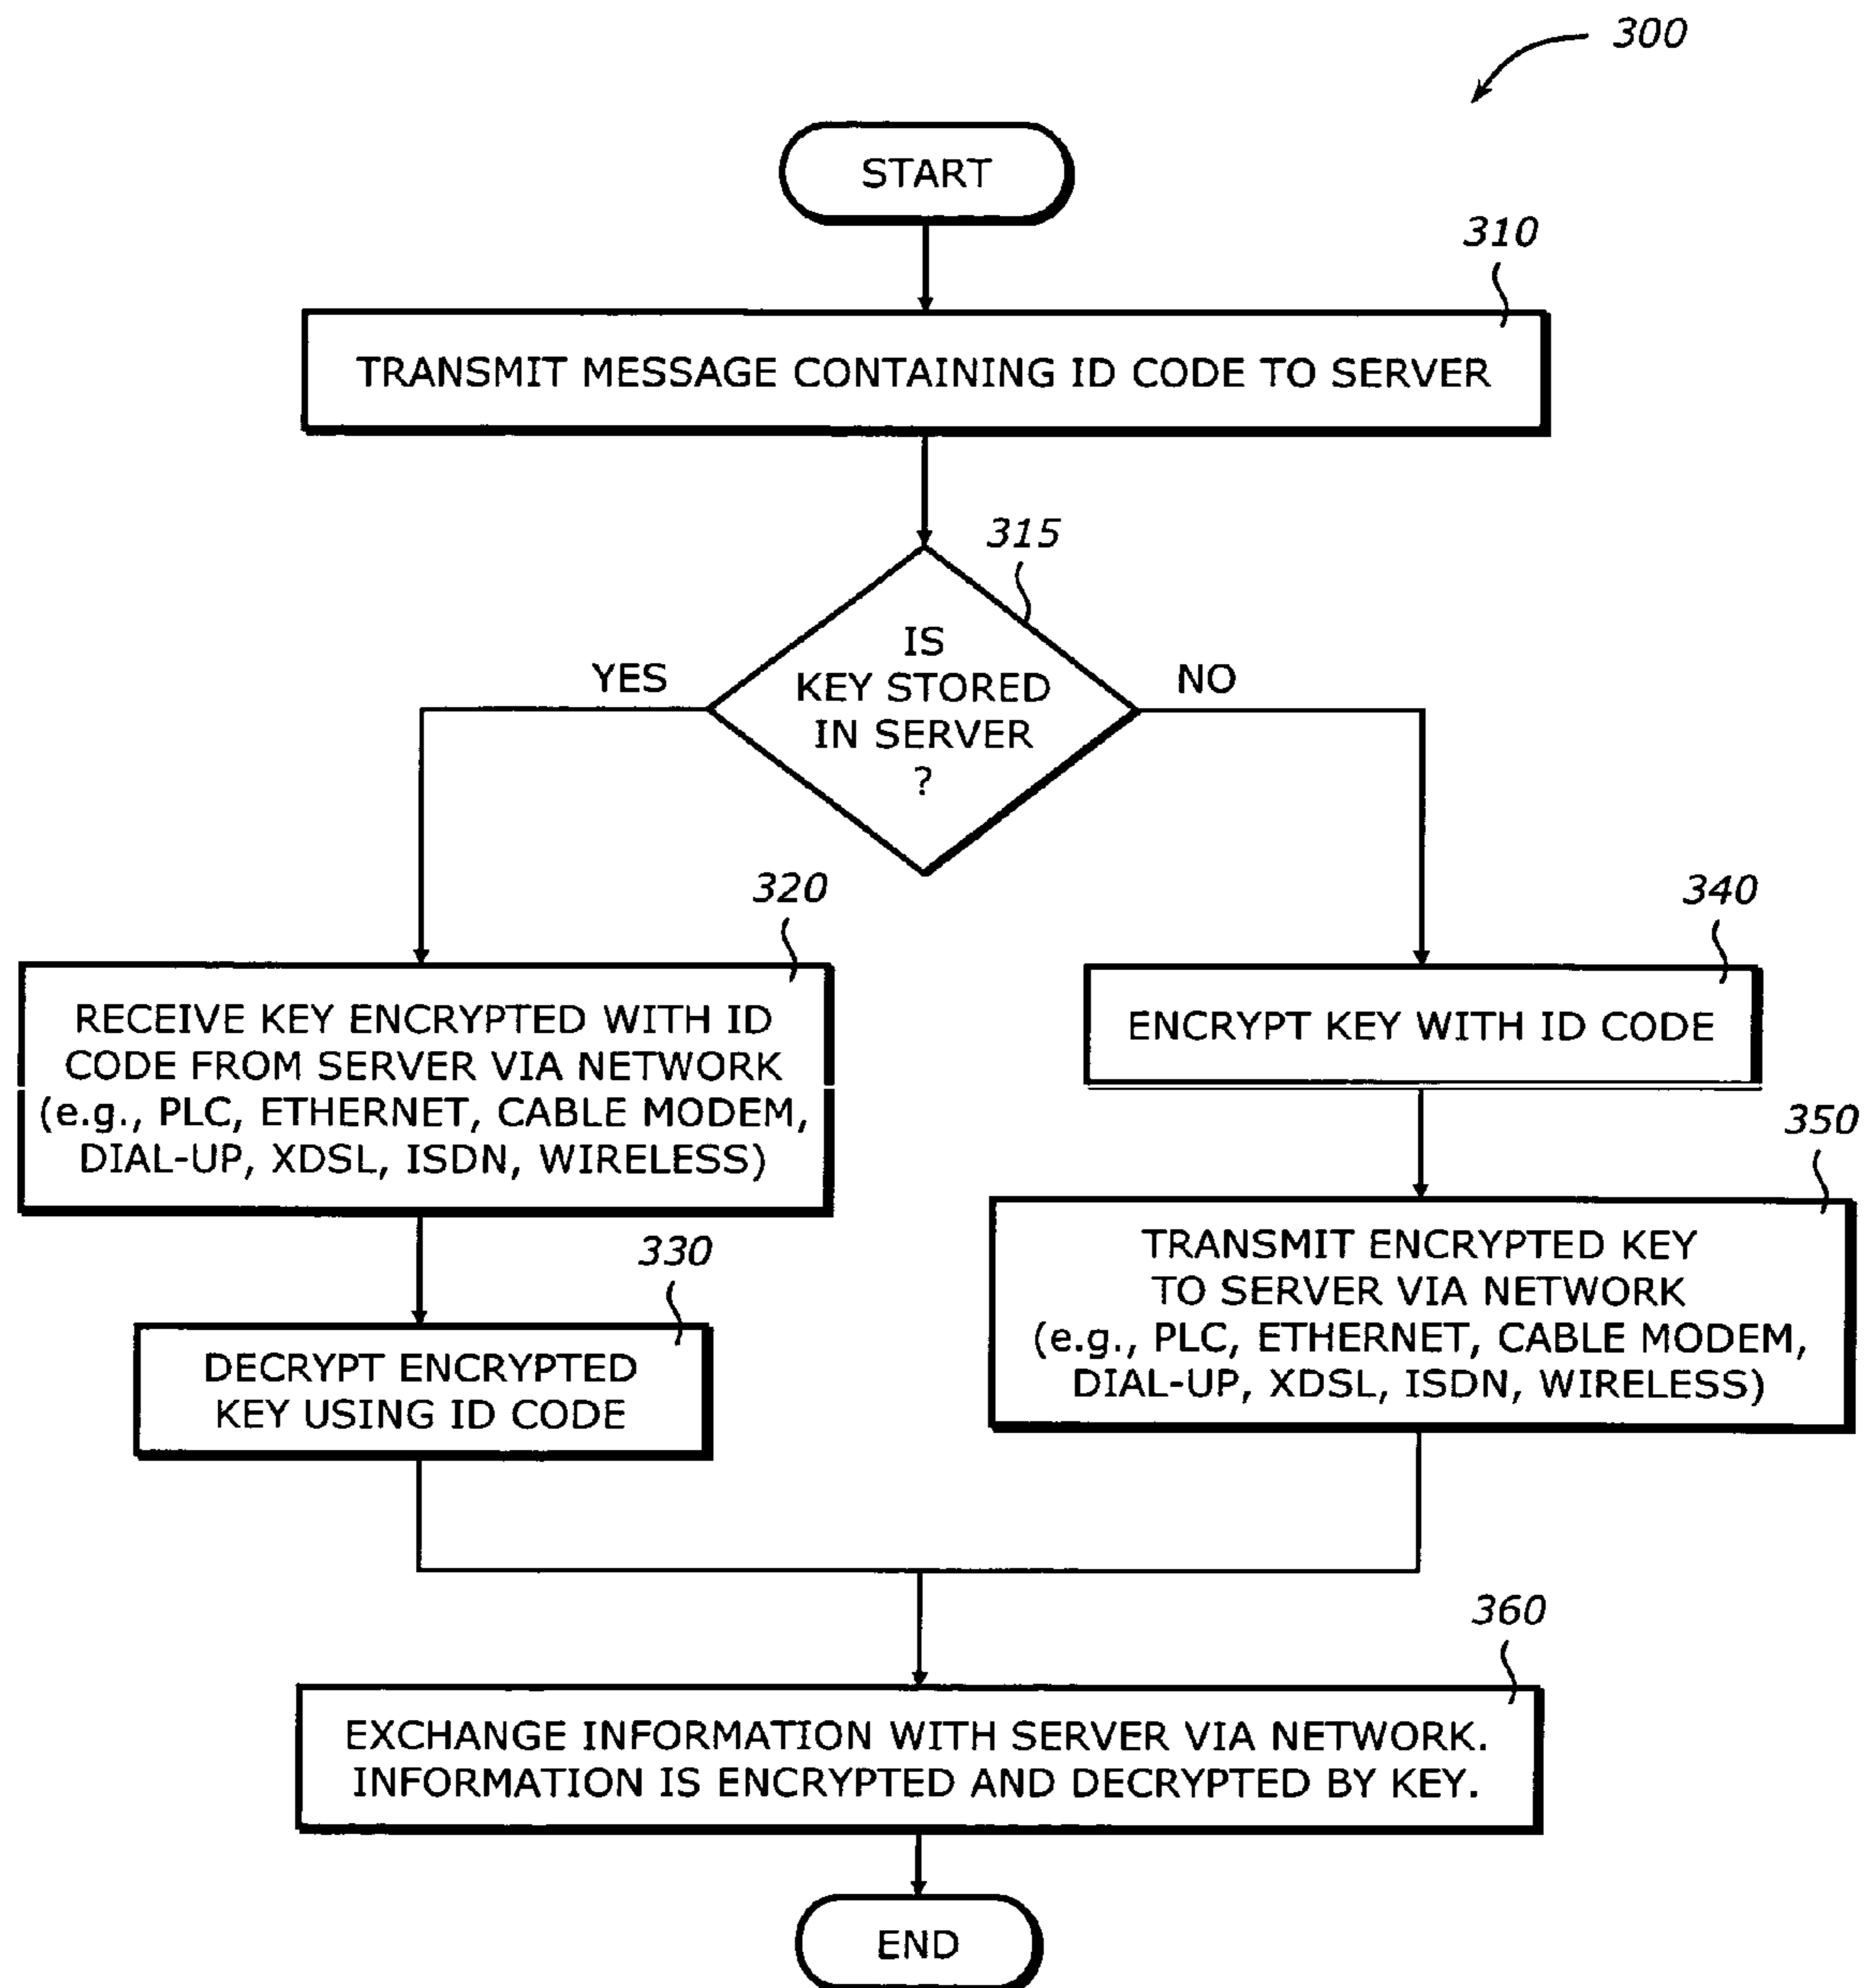 300
START
310
TRANSMIT MESSAGE CONTAINING ID CODE TO SERVER
315
IS
KEY STORED
IN SERVER
?
YES
NO
320
RECEIVE KEY ENCRYPTED WITH ID
CODE FROM SERVER VIA NETWORK
(e.g., PLC, ETHERNET, CABLE MODEM,
DIAL-UP, XDSL, ISDN, WIRELESS)
340
ENCRYPT KEY WITH ID CODE
330
DECRYPT ENCRYPTED
KEY USING ID CODE
350
TRANSMIT ENCRYPTED KEY
TO SERVER VIA NETWORK
(e.g., PLC, ETHERNET, CABLE MODEM,
DIAL-UP, XDSL, ISDN, WIRELESS)
360
EXCHANGE INFORMATION WITH SERVER VIA NETWORK.
INFORMATION IS ENCRYPTED AND DECRYPTED BY KEY.
END